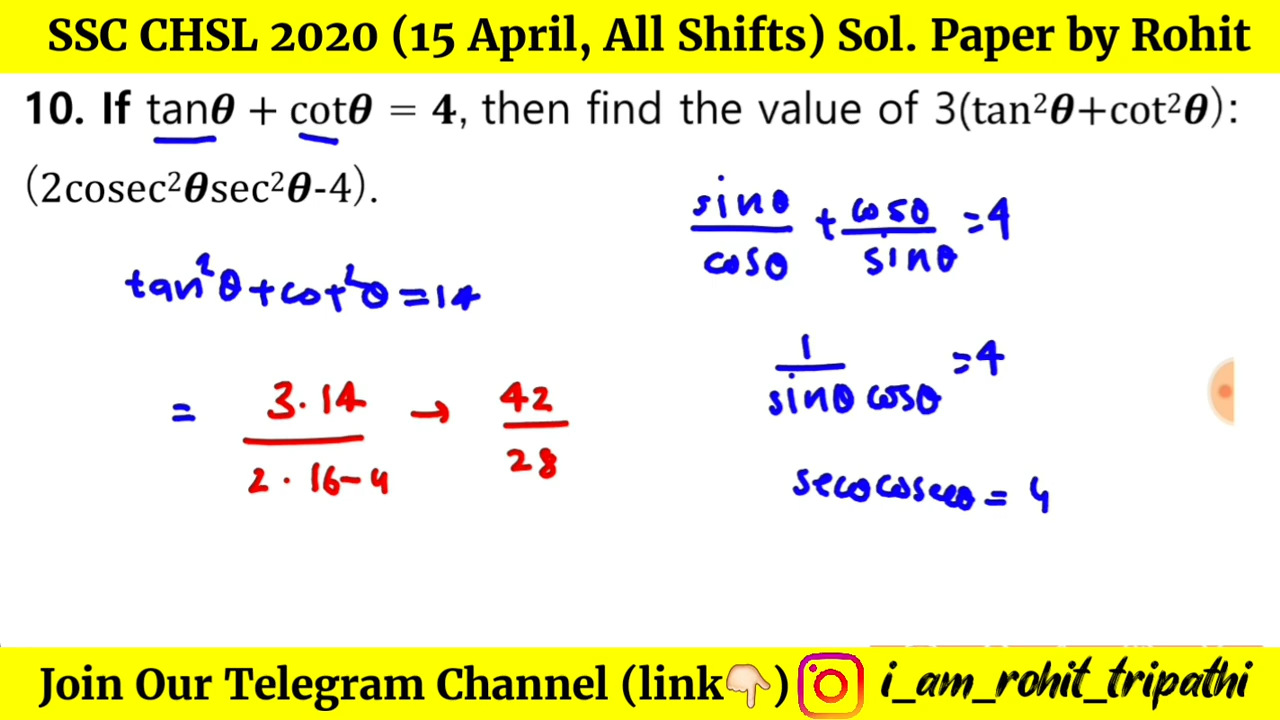 SSC CHSL 2020 (15 April, All Shifts) Sol. Paper by Rohit
10. If tanθ + cotθ = 4, then find the value of 3(tan²θ+cot²θ):
(2cosec²θsec²θ-4).
tan²θ+cot²θ=14
= 3·14 / 2·16-4 → 42 / 28
sinθ / cosθ + cosθ / sinθ =4
1 / sinθ cosθ =4
secθcosecθ = 4
Join Our Telegram Channel (link👇🏻) i_am_rohit_tripathi